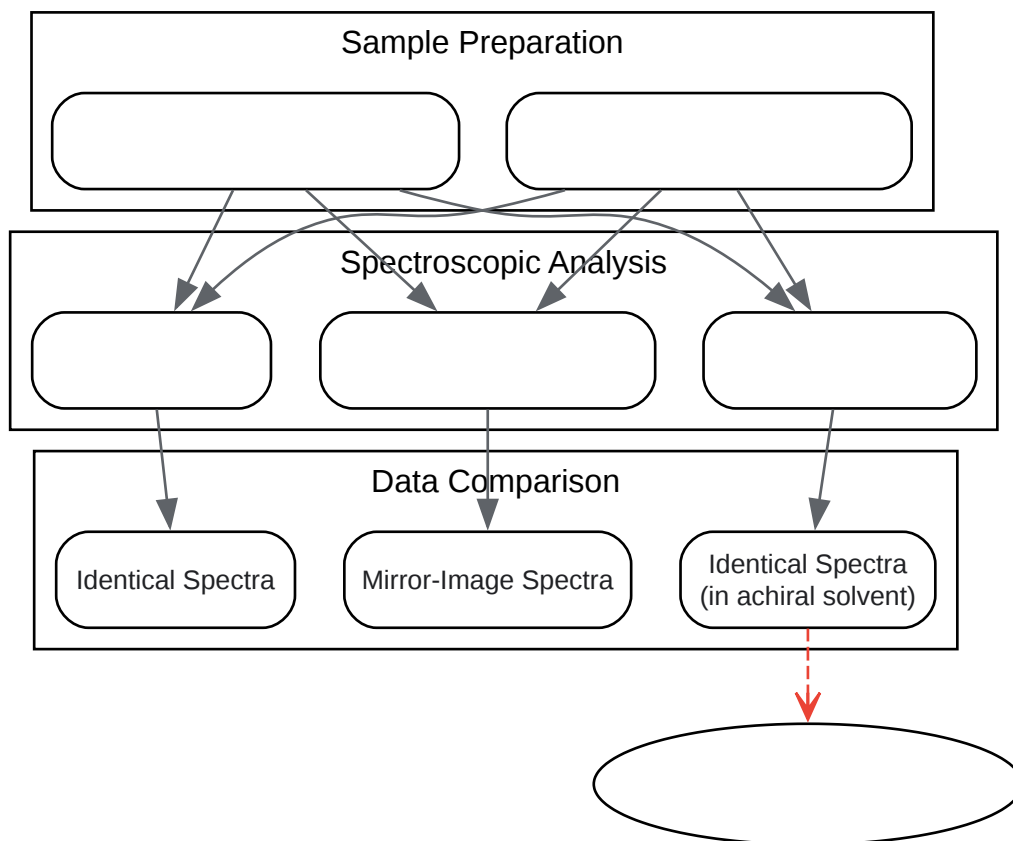 Sample Preparation
Spectroscopic Analysis
Data Comparison
Identical Spectra
Mirror-Image Spectra
Identical Spectra
(in achiral solvent)